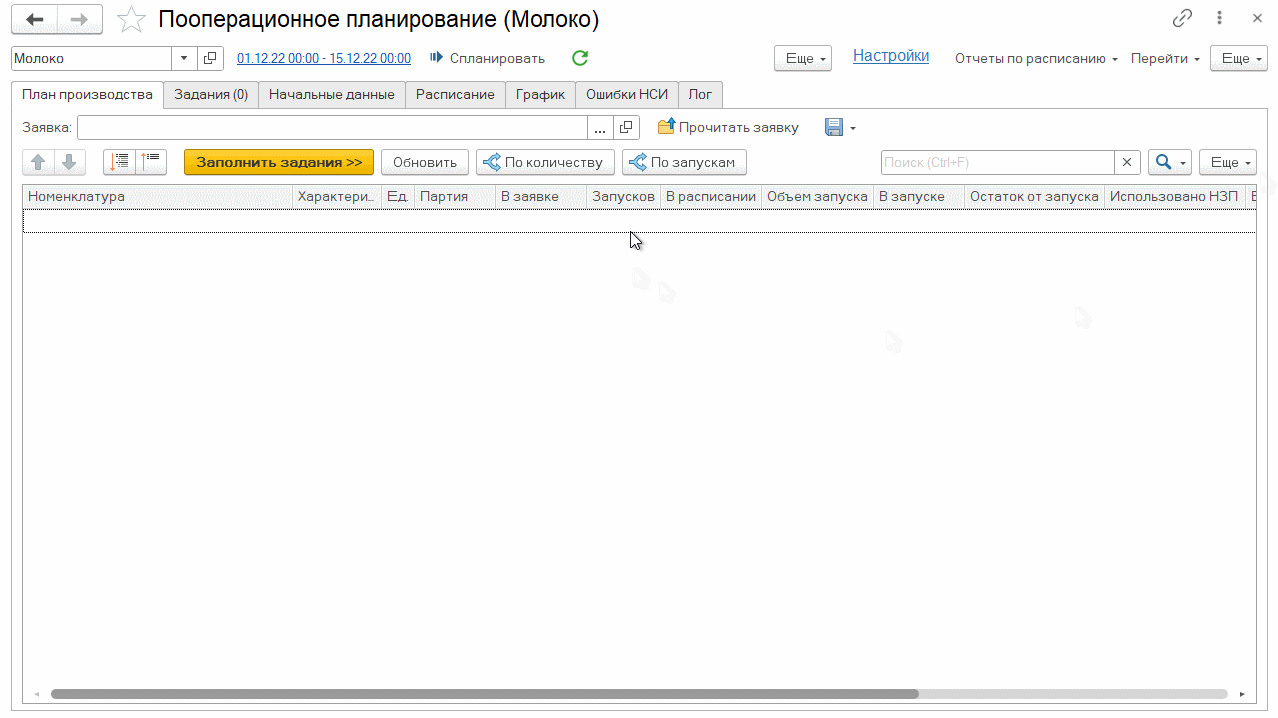 Пооперационное планирование (Молоко)
Молоко 01.12.22 00:00 - 15.12.22 00:00 Спланировать Еще Настройки Отчеты по расписанию Перейти Еще
План производства Задания (0) Начальные данные Расписание График Ошибки НСИ Лог
Заявка: ... Прочитать заявку
Заполнить задания >> Обновить По количеству По запускам Поиск (Ctrl+F) Еще
Номенклатура Характери... Ед. Партия В заявке Запусков В расписании Объем запуска В запуске Остаток от запуска Использовано НЗП